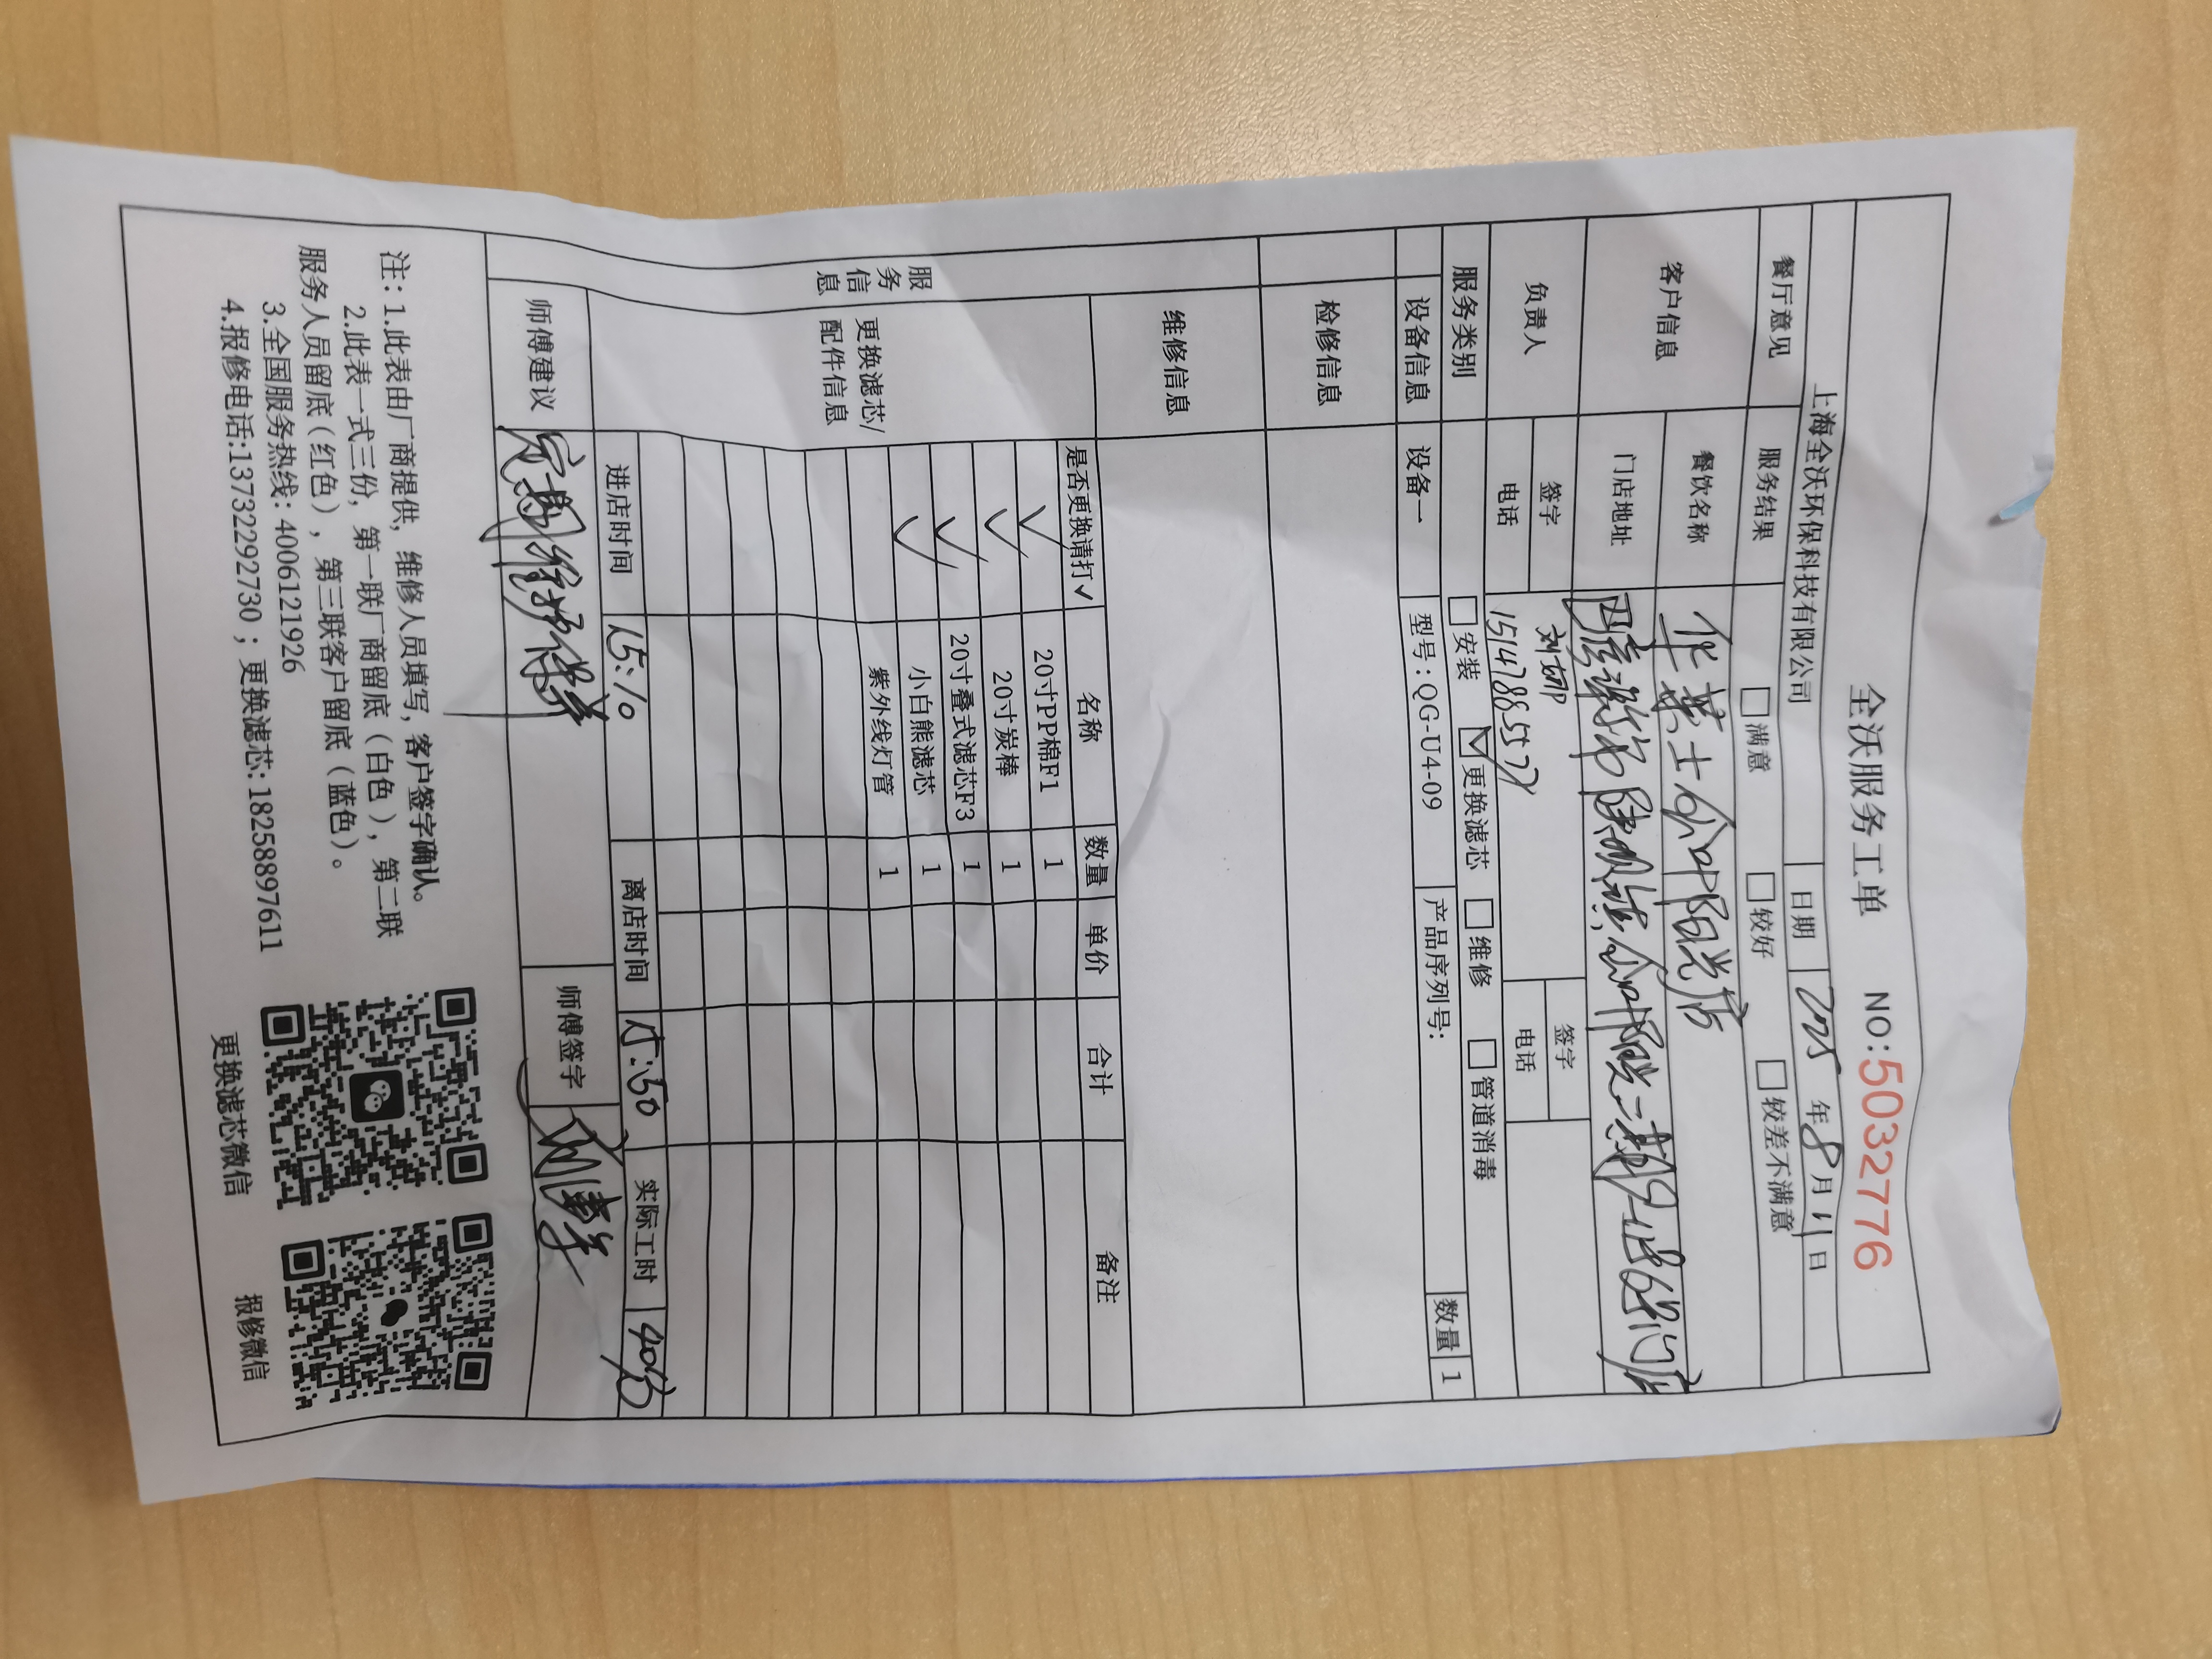 全沃服务工单 NO:5032776
上海全沃环保科技有限公司 日期 2025 年 8 月 11 日
餐厅意见 服务结果 □满意 □较好 □较差不满意
客户信息 餐饮名称 华莱士
门店地址
负责人 签字 刘 签字
电话 15147885577 电话
服务类别 □安装 ☑更换滤芯 □维修 □管道消毒
设备信息 设备一 型号:QG-U4-09 产品序列号: 数量 1
检修信息
维修信息
服务信息
更换滤芯/配件信息
是否更换请打✓ 名称 数量 单价 合计 备注
✓ 20寸PP棉F1 1
✓ 20寸炭棒 1
✓ 20寸叠式滤芯F3 1
✓ 小白熊滤芯 1
紫外线灯管 1
进店时间 15:10 离店时间 15:50 实际工时 40分
师傅建议 定期 师傅签字
注:1.此表由厂商提供,维修人员填写,客户签字确认。
2.此表一式三份,第一联厂商留底(白色),第二联
服务人员留底(红色),第三联客户留底(蓝色)。
3.全国服务热线:4006121926
4.报修电话:13732292730;更换滤芯:18258897611
更换滤芯微信
报修微信